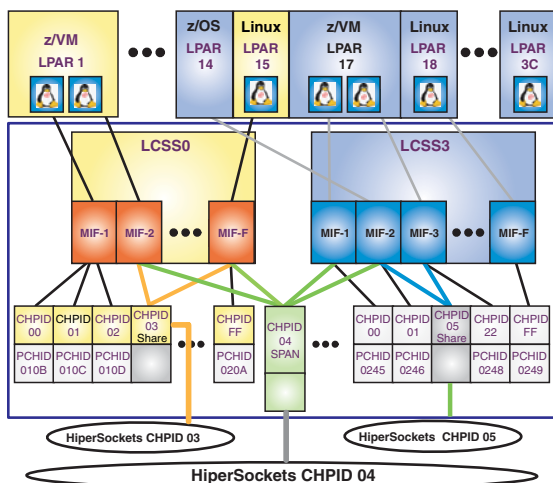 z/VM
LPAR 1
z/OS
LPAR
14
Linux
LPAR
15
z/VM
LPAR
17
Linux
LPAR
18
Linux
LPAR
3C
LCSS0
LCSS3
MIF-1
MIF-2
MIF-F
MIF-1
MIF-2
MIF-3
MIF-F
CHPID
00
CHPID
01
CHPID
02
CHPID
03
Share
CHPID
FF
CHPID
04
SPAN
CHPID
00
CHPID
01
CHPID
05
Share
CHPID
22
CHPID
FF
PCHID
010B
PCHID
010C
PCHID
010D
PCHID
020A
PCHID
0245
PCHID
0246
PCHID
0248
PCHID
0249
HiperSockets CHPID 03
HiperSockets CHPID 05
HiperSockets CHPID 04